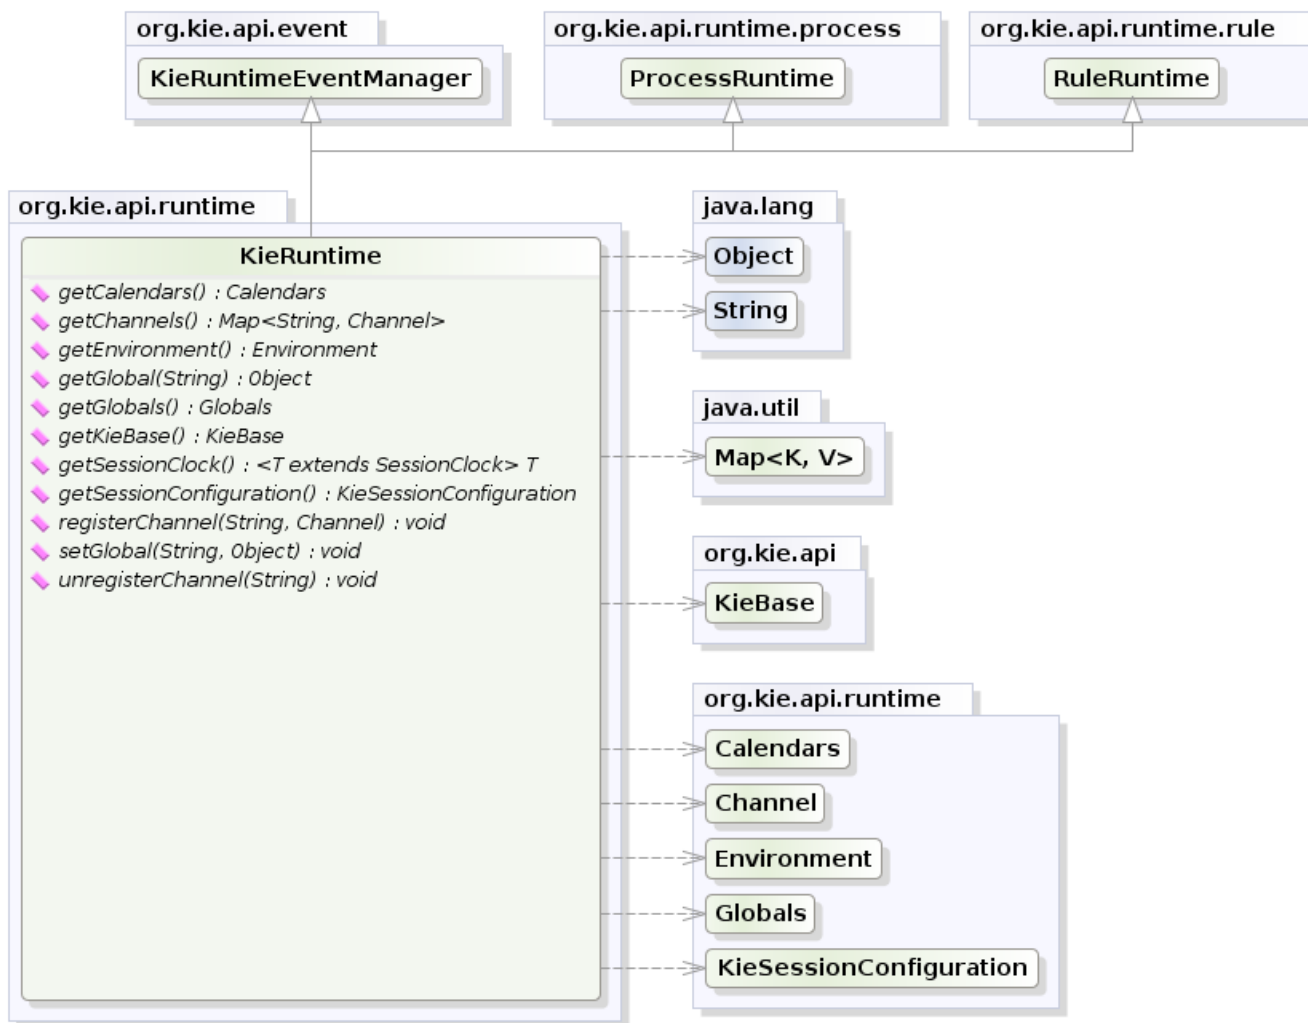 org.kie.api.event
KieRuntimeEventManager
org.kie.api.runtime.process
ProcessRuntime
org.kie.api.runtime.rule
RuleRuntime
org.kie.api.runtime
KieRuntime
getCalendars() : Calendars
getChannels() : Map<String, Channel>
getEnvironment() : Environment
getGlobal(String) : Object
getGlobals() : Globals
getKieBase() : KieBase
getSessionClock() : <T extends SessionClock> T
getSessionConfiguration() : KieSessionConfiguration
registerChannel(String, Channel) : void
setGlobal(String, Object) : void
unregisterChannel(String) : void
java.lang
Object
String
java.util
Map<K, V>
org.kie.api
KieBase
org.kie.api.runtime
Calendars
Channel
Environment
Globals
KieSessionConfiguration